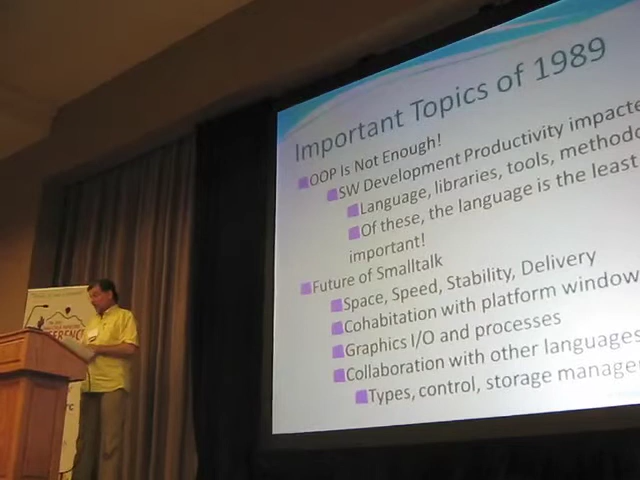 Important Topics of 1989
OOP Is Not Enough!
SW Development Productivity impacte
Language, libraries, tools, methodo
Of these, the language is the least
important!
Future of Smalltalk
Space, Speed, Stability, Delivery
Cohabitation with platform window
Graphics I/O and processes
Collaboration with other languages
Types, control, storage manage